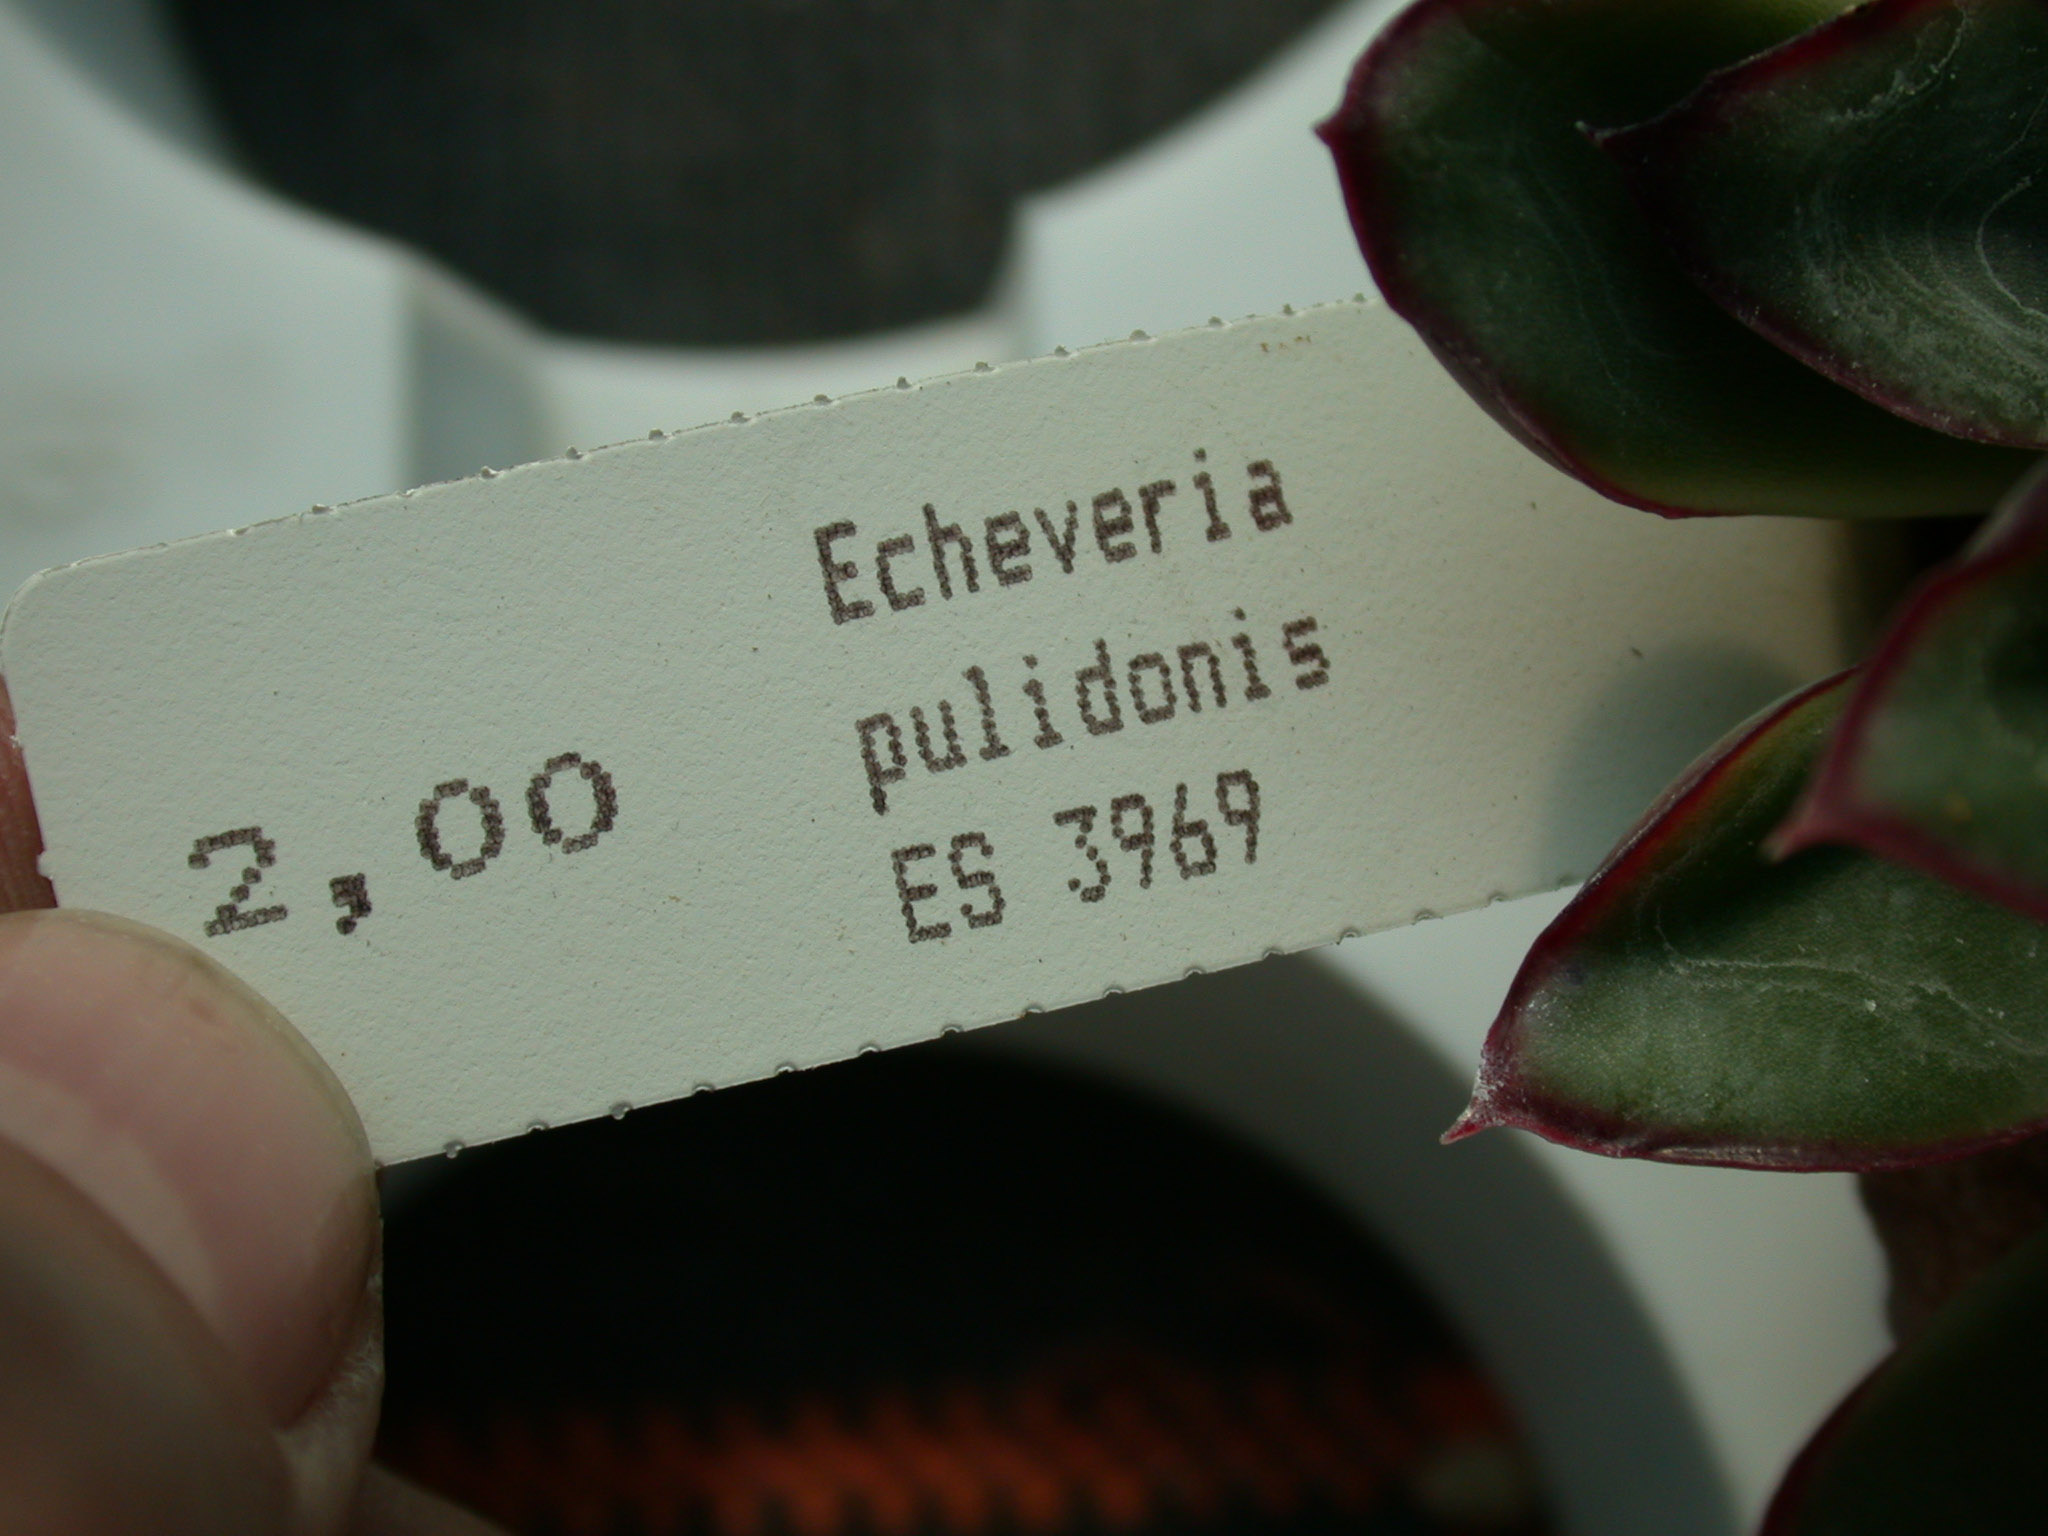 Echeveria
pulidonis
ES 3969
2,00